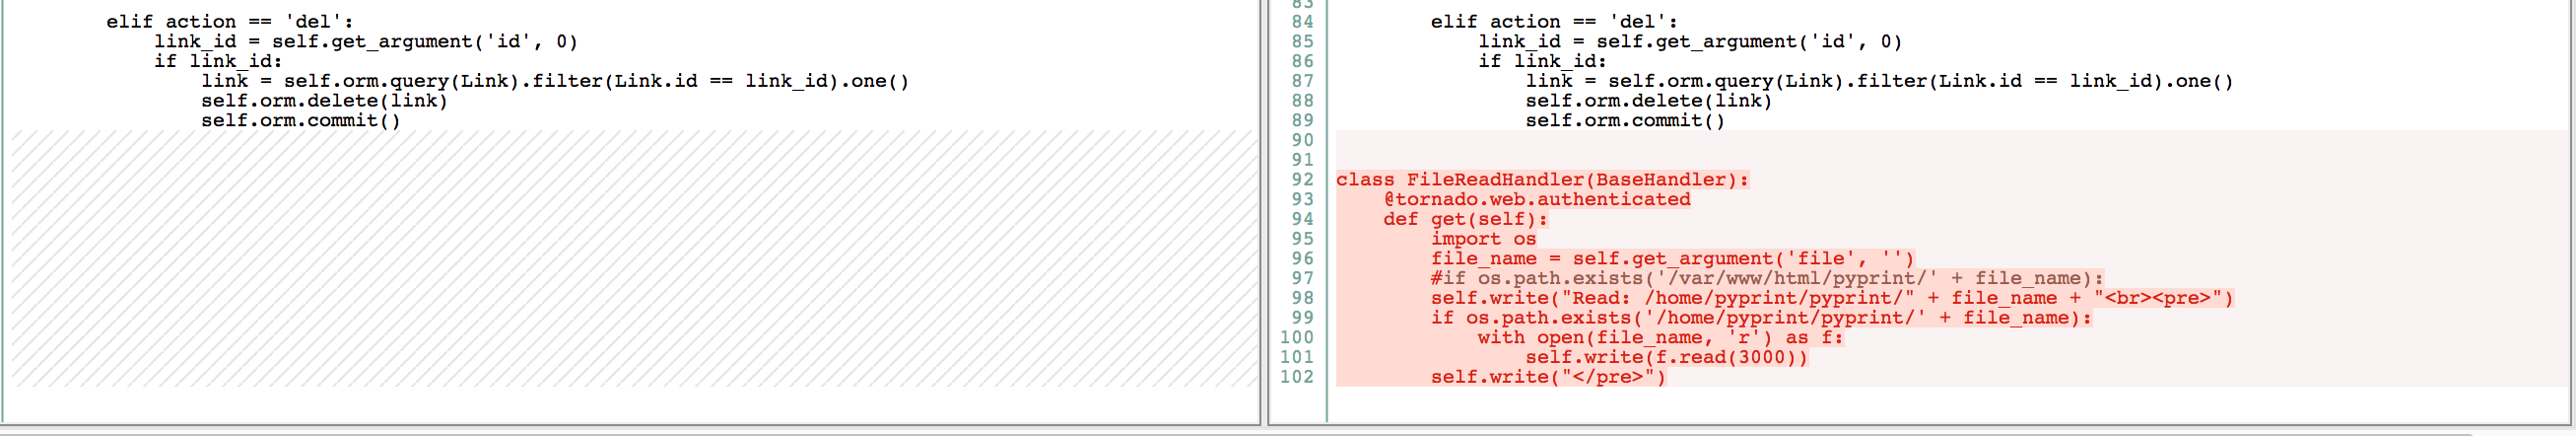 elif action == 'del':
link_id = self.get_argument('id', 0)
if link_id:
link = self.orm.query(Link).filter(Link.id == link_id).one()
self.orm.delete(link)
self.orm.commit()
83
84 elif action == 'del':
85 link_id = self.get_argument('id', 0)
86 if link_id:
87 link = self.orm.query(Link).filter(Link.id == link_id).one()
88 self.orm.delete(link)
89 self.orm.commit()
90
91
92 class FileReadHandler(BaseHandler):
93 @tornado.web.authenticated
94 def get(self):
95 import os
96 file_name = self.get_argument('file', '')
97 #if os.path.exists('/var/www/html/pyprint/' + file_name):
98 self.write("Read: /home/pyprint/pyprint/" + file_name + "<br><pre>")
99 if os.path.exists('/home/pyprint/pyprint/' + file_name):
100 with open(file_name, 'r') as f:
101 self.write(f.read(3000))
102 self.write("</pre>")